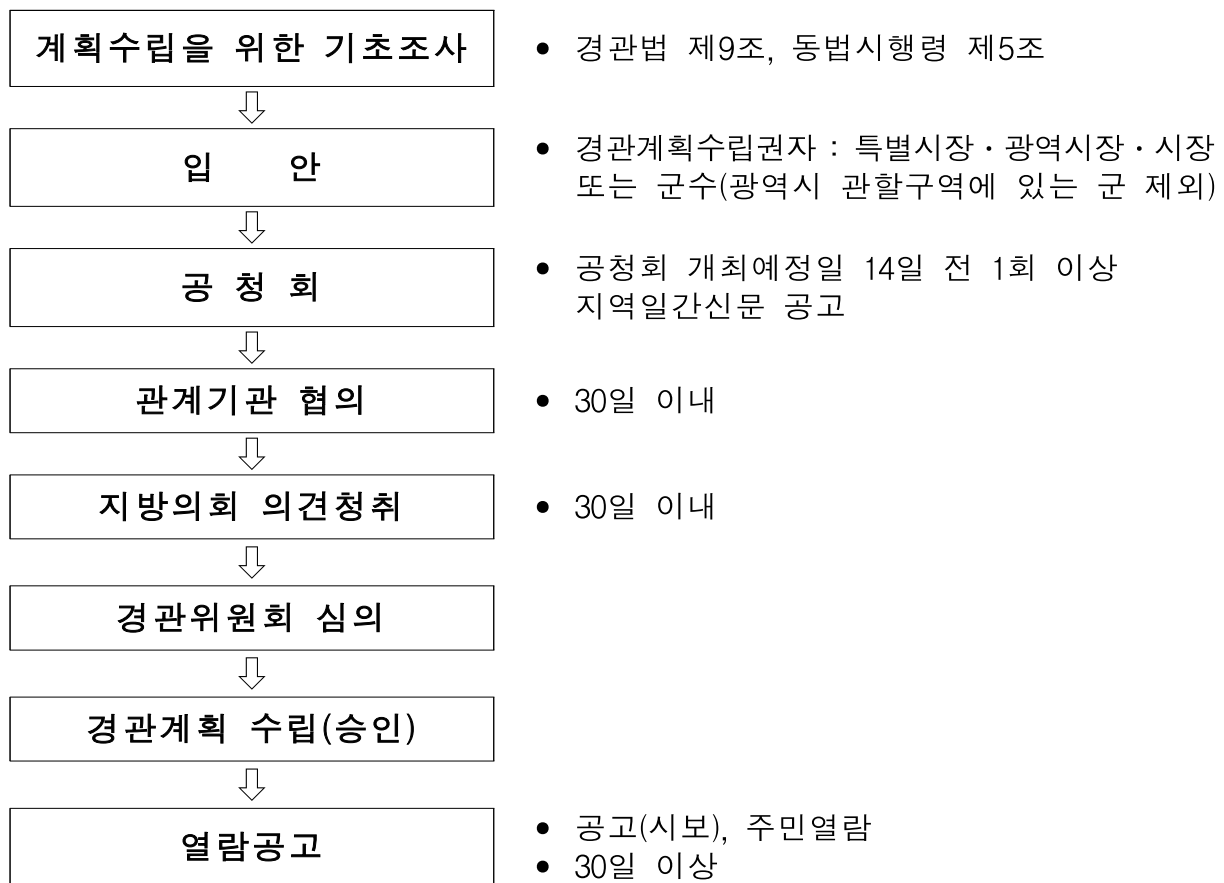 계획수립을 위한 기초조사
• 경관법 제9조, 동법시행령 제5조
입 안
• 경관계획수립권자 : 특별시장·광역시장·시장
또는 군수(광역시 관할구역에 있는 군 제외)
공 청 회
• 공청회 개최예정일 14일 전 1회 이상
지역일간신문 공고
관계기관 협의
• 30일 이내
지방의회 의견청취
• 30일 이내
경관위원회 심의
경관계획 수립(승인)
열람공고
• 공고(시보), 주민열람
• 30일 이상